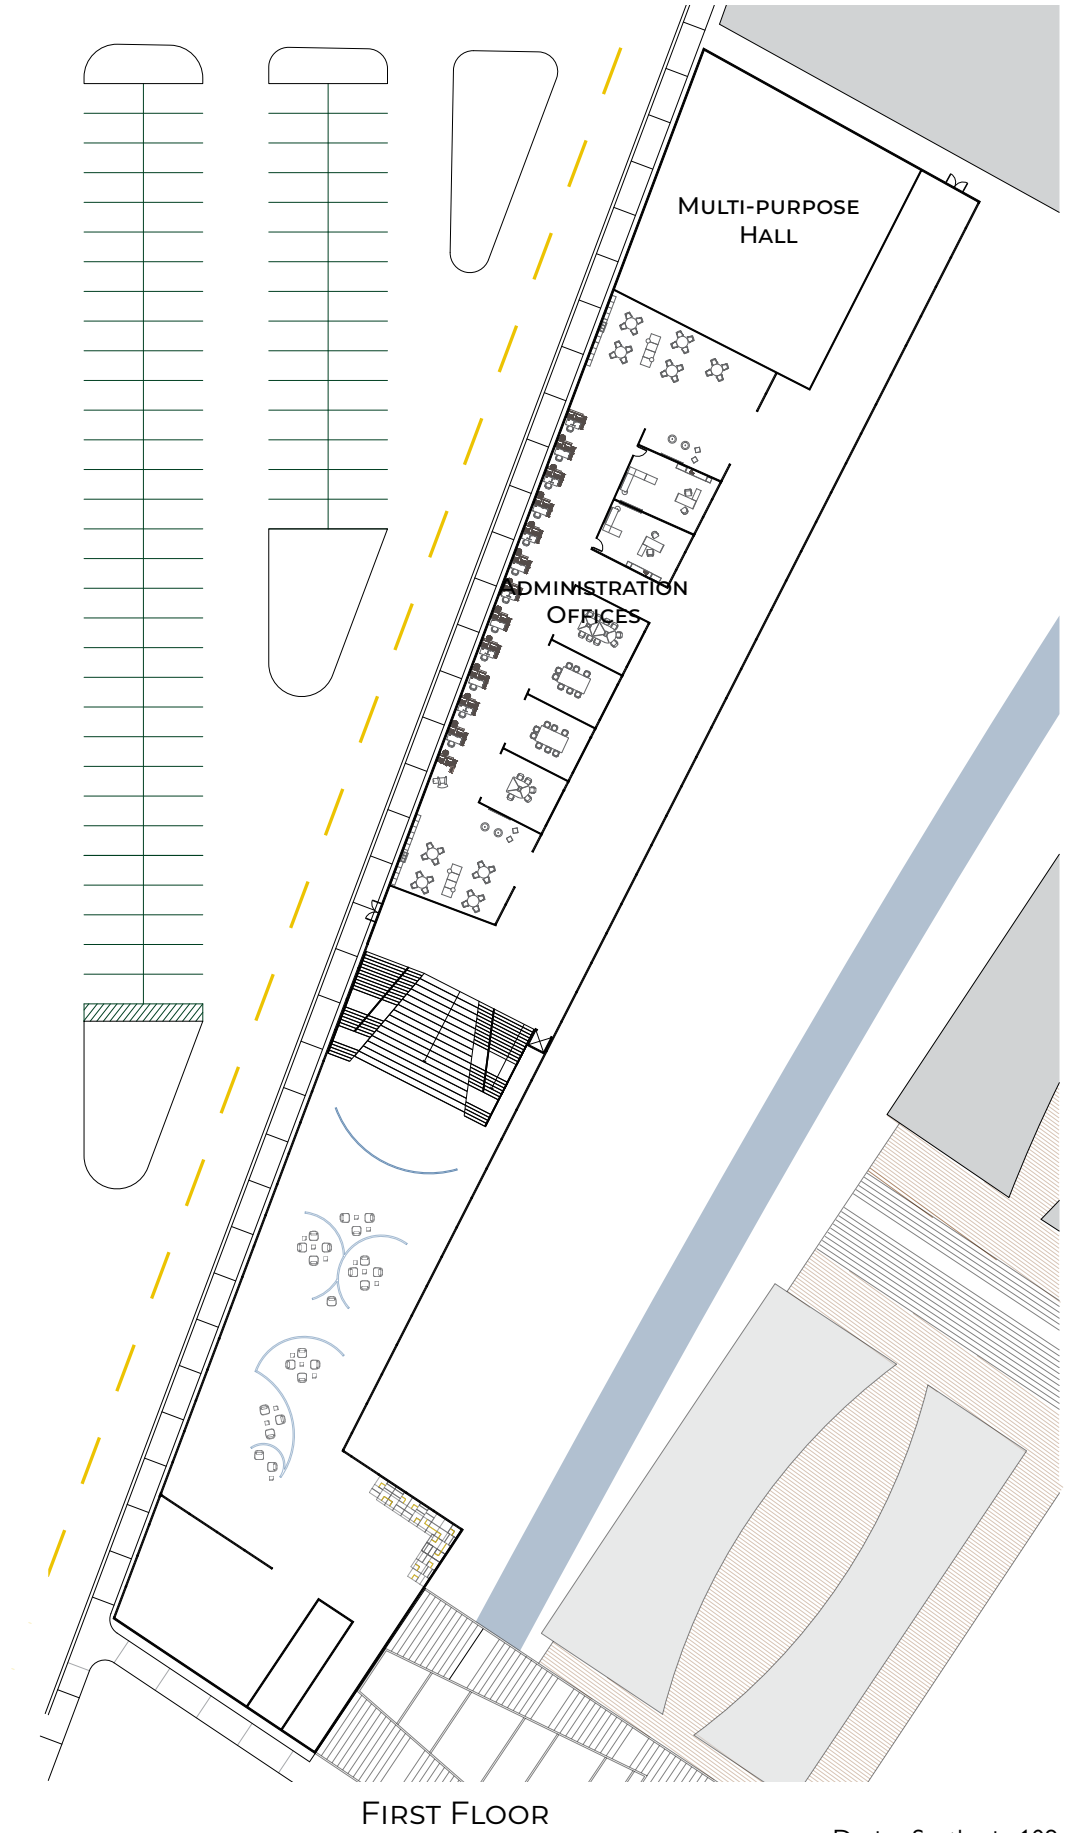 Multi-purpose
Hall
Administration
Offices
First Floor